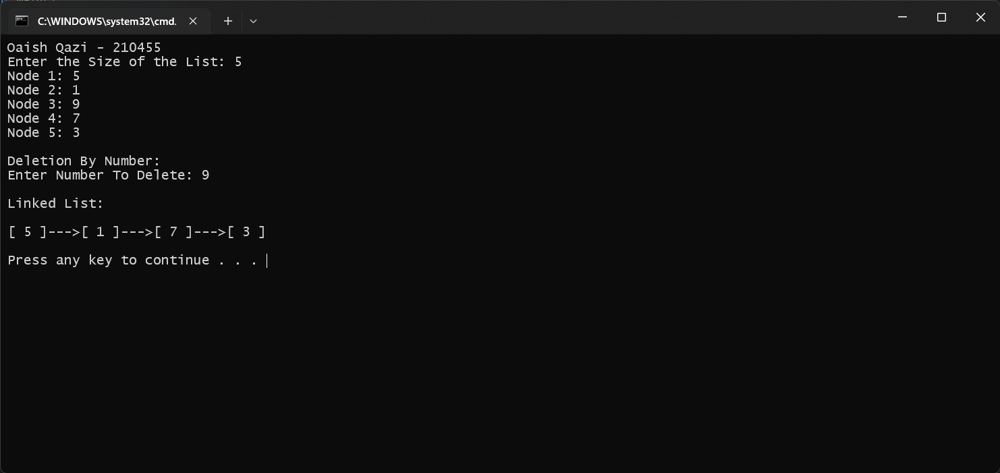 C:\WINDOWS\system32\cmd.
Oaish Qazi - 210455
Enter the Size of the List: 5
Node 1: 5
Node 2: 1
Node 3: 9
Node 4: 7
Node 5: 3
Deletion By Number:
Enter Number To Delete: 9
Linked List:
[ 5 ]--->[ 1 ]--->[ 7 ]--->[ 3 ]
Press any key to continue . . .